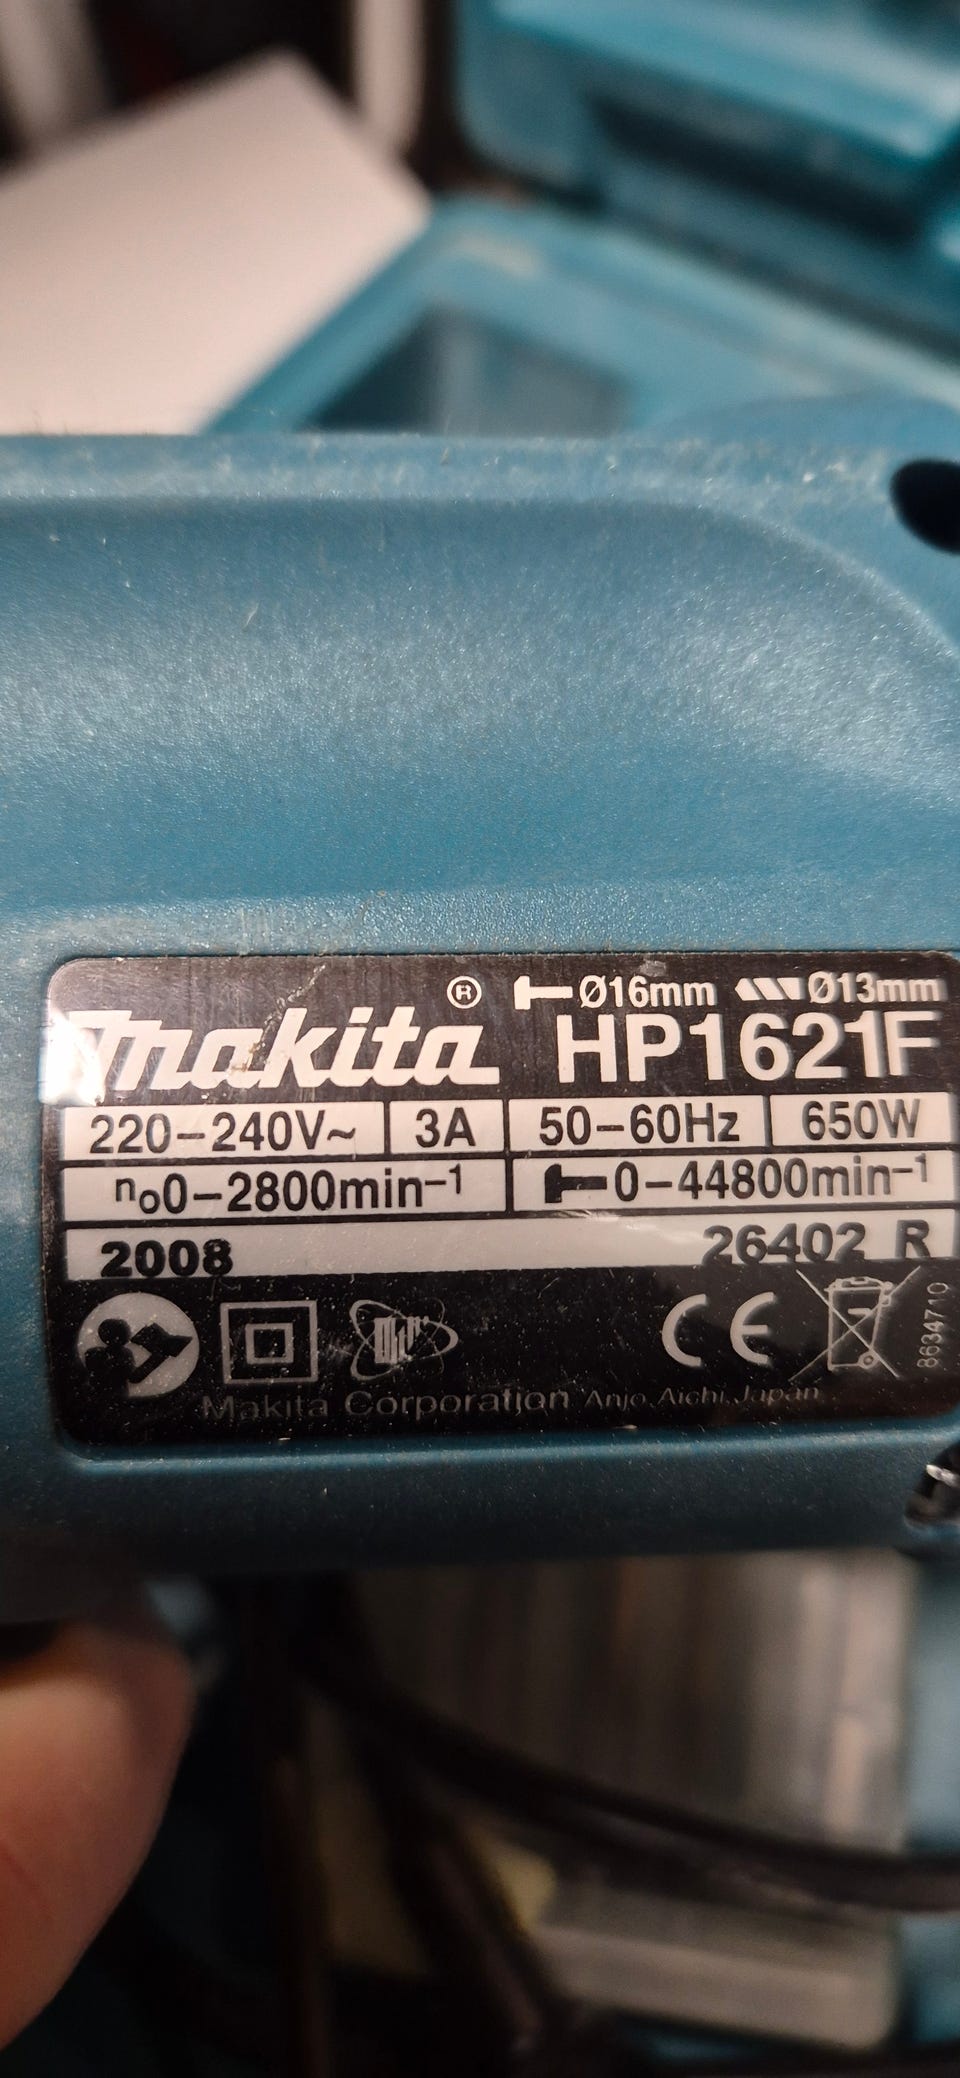 ® Ø16mm Ø13mm
makita HP1621F
220–240V~ 3A 50–60Hz 650W
n₀0–2800min⁻¹ 0–44800min⁻¹
2008 26402 R
CE
8634710
Makita Corporation Anjo, Aichi, Japan